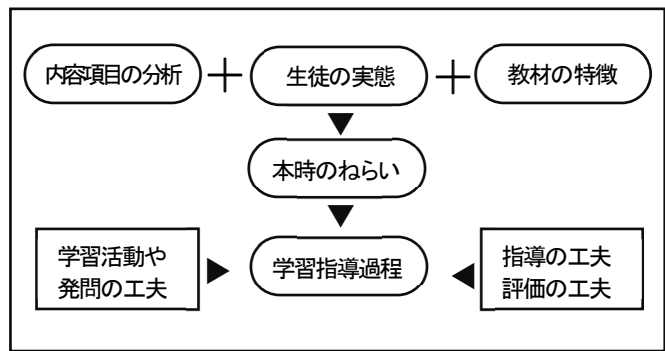 内容項目の分析 + 生徒の実態 + 教材の特徴
本時のねらい
学習活動や
発問の工夫
学習指導過程
指導の工夫
評価の工夫